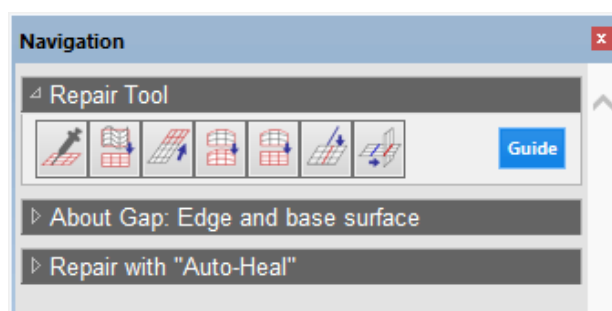 Navigation
Repair Tool
Guide
About Gap: Edge and base surface
Repair with "Auto-Heal"